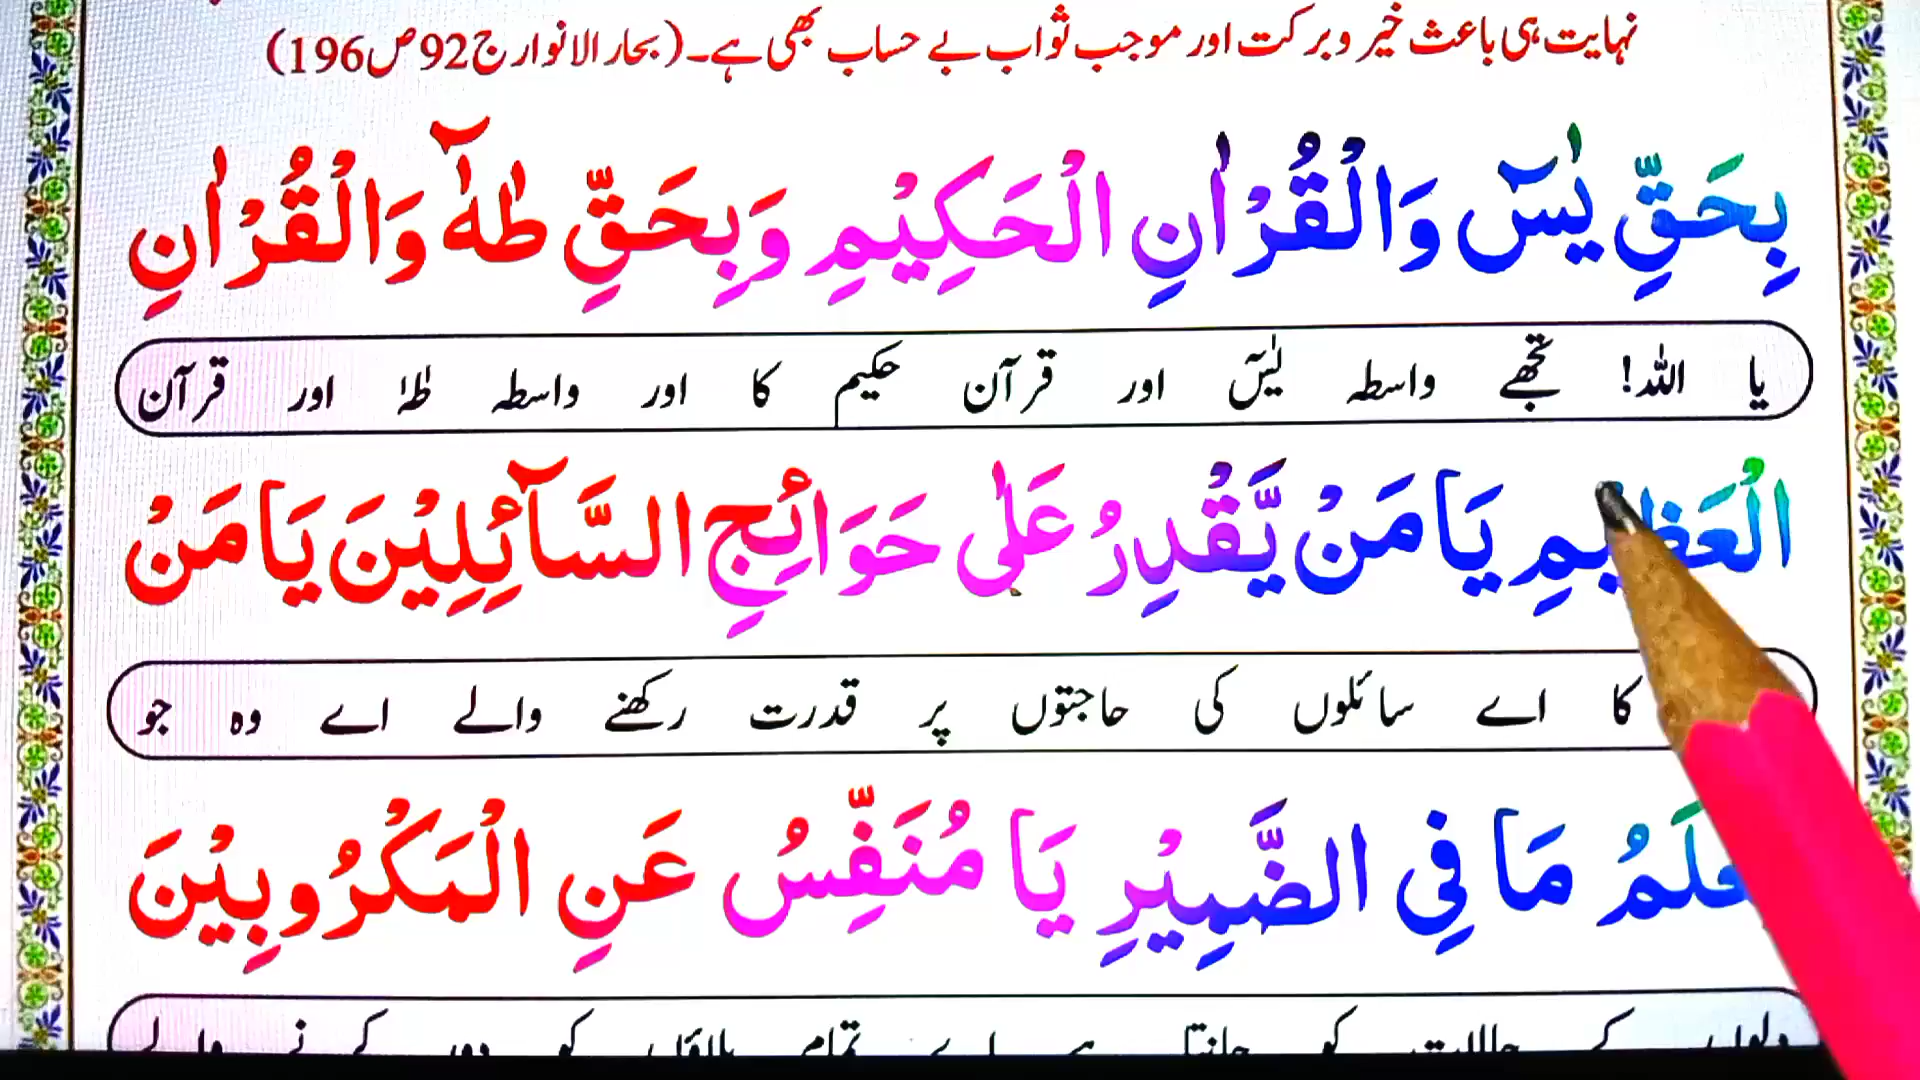 نہایت ہی باعث خیر و برکت اور موجب ثواب بے حساب بھی ہے۔ (بحار الانوار ج 92 ص 196)
بِحَقِّ يٰسٓ وَالْقُرْاٰنِ الْحَكِيْمِ وَبِحَقِّ طٰهٰٓ وَالْقُرْاٰنِ
یا اللہ! تجھے واسطہ یٰسٓ اور قرآن حکیم کا اور واسطہ طٰہٰ اور قرآن
الْعَظِيْمِ يَا مَنْ يَّقْدِرُ عَلٰى حَوَائِجِ السَّآئِلِيْنَ يَا مَنْ
کا اے سائلوں کی حاجتوں پر قدرت رکھنے والے اے وہ جو
مَا فِى الضَّمِيْرِ يَا مُنَفِّسُ عَنِ الْمَكْرُوبِيْنَ